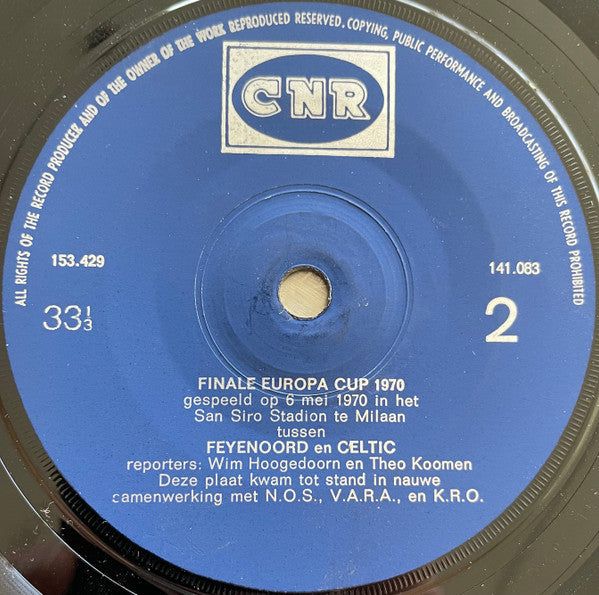 ALL RIGHTS OF THE RECORD PRODUCER AND OF THE OWNER OF THE WORK REPRODUCED RESERVED. COPYING, PUBLIC PERFORMANCE AND BROADCASTING OF THIS RECORD PROHIBITED
CNR
153.429
141.083
33⅓
2
FINALE EUROPA CUP 1970
gespeeld op 6 mei 1970 in het
San Siro Stadion te Milaan
tussen
FEYENOORD en CELTIC
reporters: Wim Hoogedoorn en Theo Koomen
Deze plaat kwam tot stand in nauwe
samenwerking met N.O.S., V.A.R.A., en K.R.O.